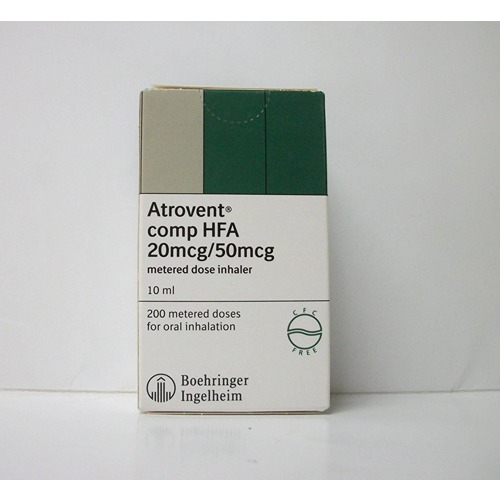 Atrovent®
comp HFA
20mcg/50mcg
metered dose inhaler
10 ml
200 metered doses
for oral inhalation
CFC
FREE
Boehringer
Ingelheim